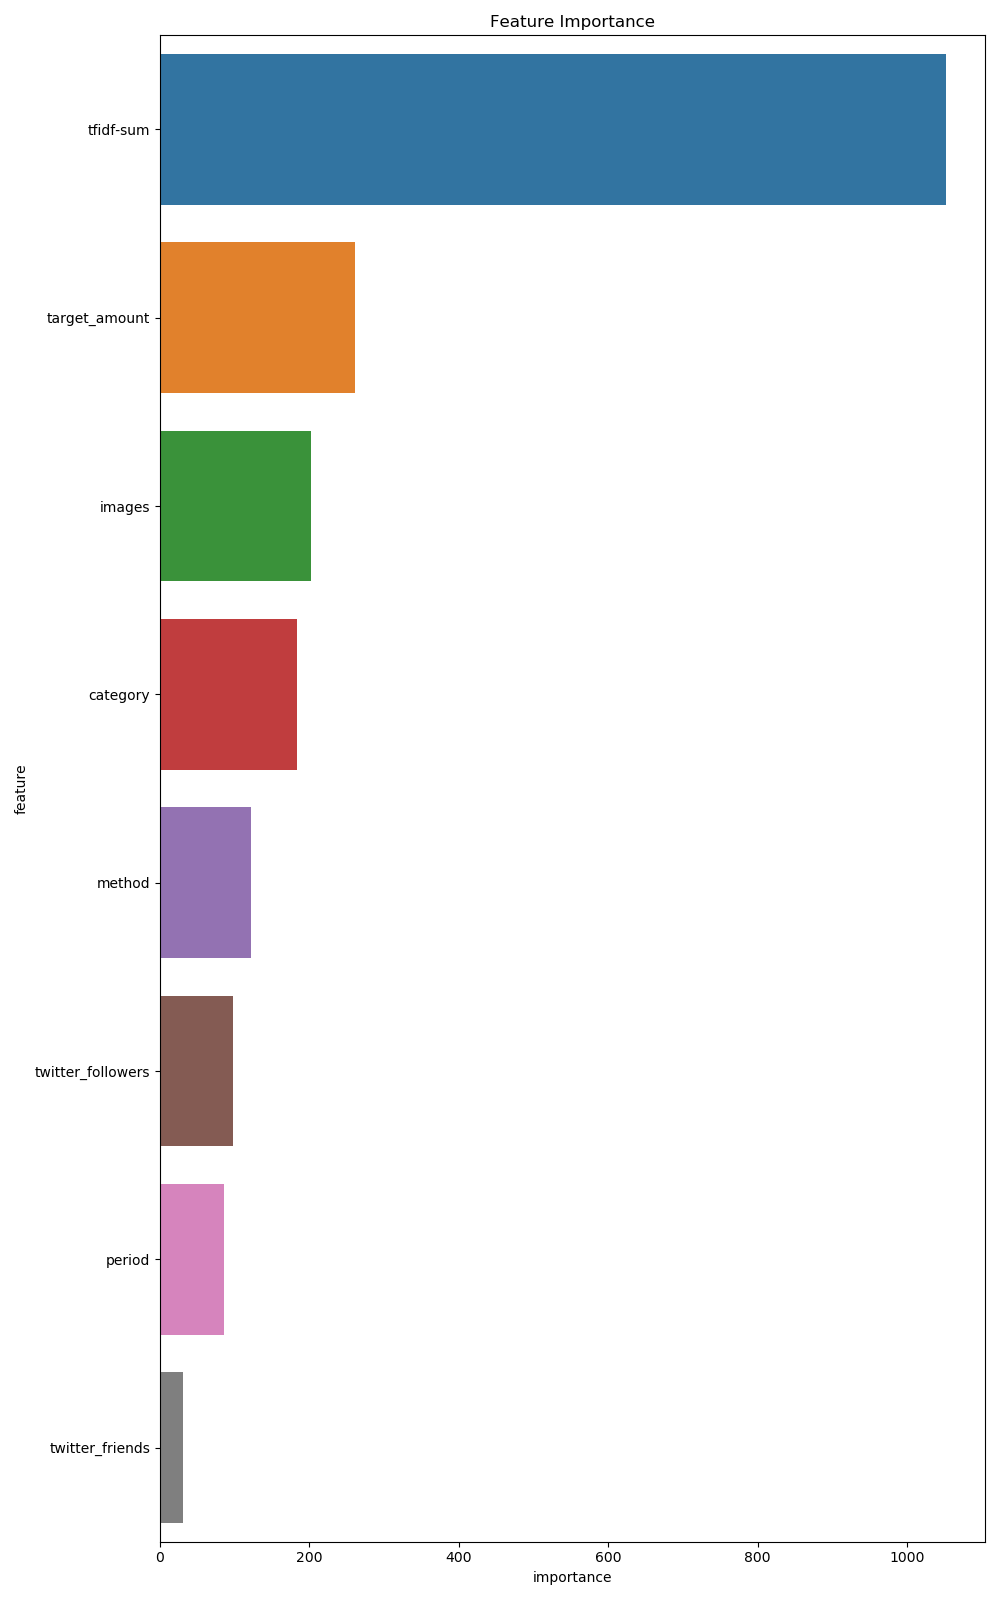 Feature Importance
tfidf-sum
target_amount
images
category
method
twitter_followers
period
twitter_friends
feature
0 200 400 600 800 1000
importance